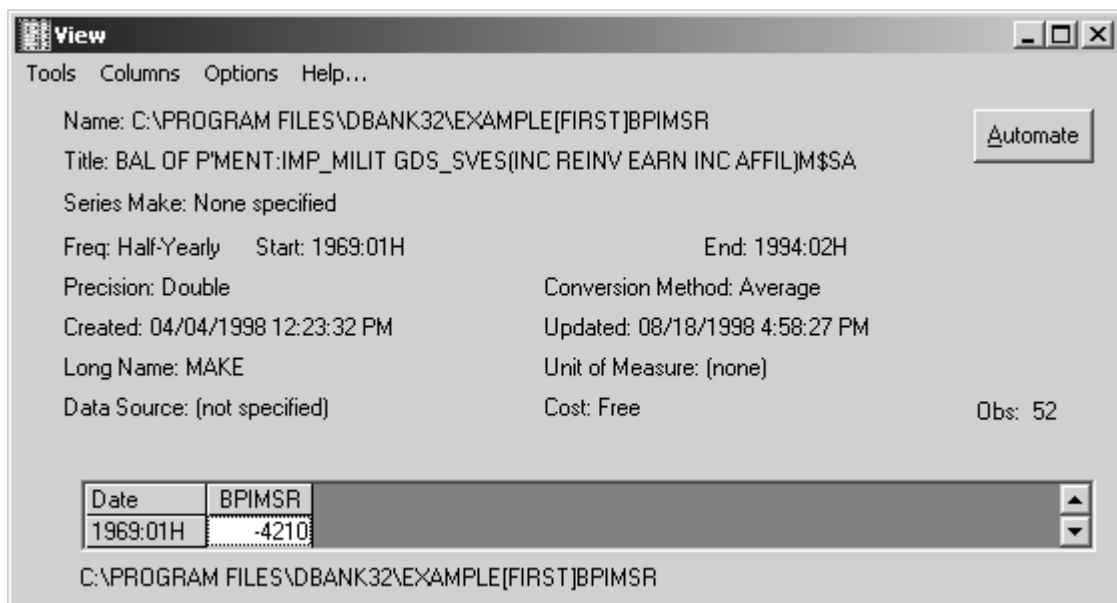 View
Tools Columns Options Help...
Name: C:\PROGRAM FILES\DBANK32\EXAMPLE[FIRST]BPIMSR
Automate
Title: BAL OF P'MENT:IMP_MILIT GDS_SVES(INC REINV EARN INC AFFIL)M$SA
Series Make: None specified
Freq: Half-Yearly Start: 1969:01H End: 1994:02H
Precision: Double Conversion Method: Average
Created: 04/04/1998 12:23:32 PM Updated: 08/18/1998 4:58:27 PM
Long Name: MAKE Unit of Measure: (none)
Data Source: (not specified) Cost: Free Obs: 52
Date BPIMSR
1969:01H -4210
C:\PROGRAM FILES\DBANK32\EXAMPLE[FIRST]BPIMSR